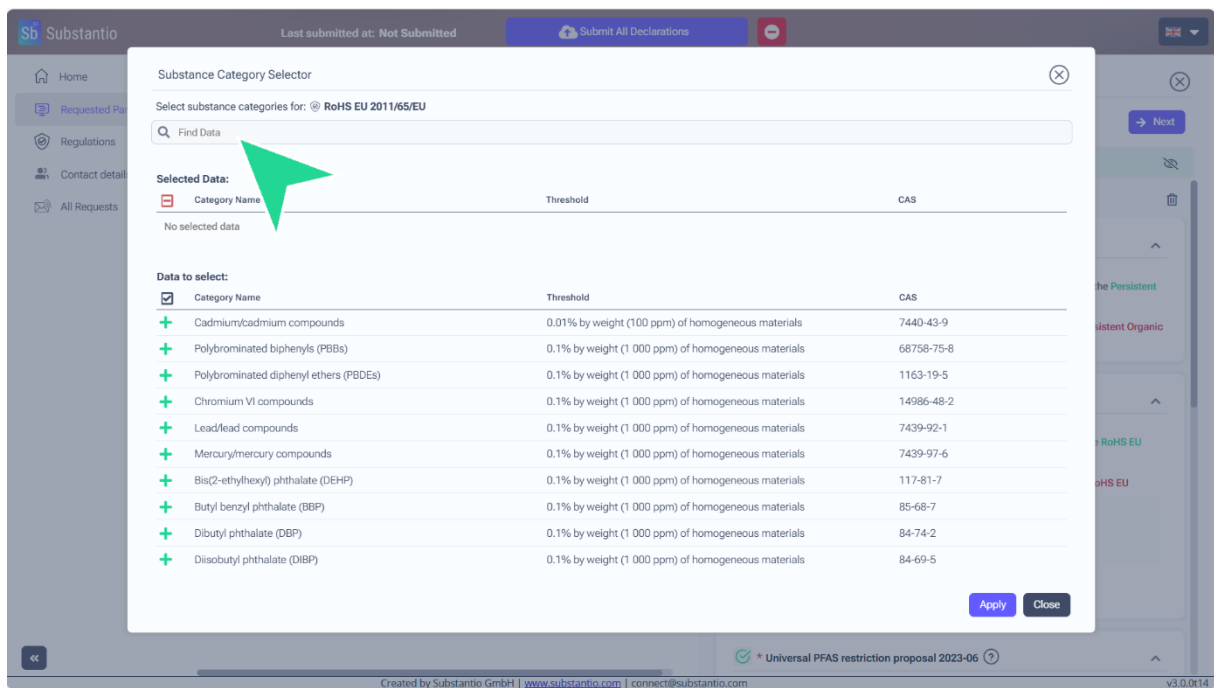 Sb Substantio
Last submitted at: Not Submitted
Submit All Declarations
Home
Requested Par
Regulations
Contact detail
All Requests
Next
Substance Category Selector
Select substance categories for: RoHS EU 2011/65/EU
Find Data
Selected Data:
Category Name Threshold CAS
No selected data
Data to select:
Category Name Threshold CAS
Cadmium/cadmium compounds 0.01% by weight (100 ppm) of homogeneous materials 7440-43-9
Polybrominated biphenyls (PBBs) 0.1% by weight (1 000 ppm) of homogeneous materials 68758-75-8
Polybrominated diphenyl ethers (PBDEs) 0.1% by weight (1 000 ppm) of homogeneous materials 1163-19-5
Chromium VI compounds 0.1% by weight (1 000 ppm) of homogeneous materials 14986-48-2
Lead/lead compounds 0.1% by weight (1 000 ppm) of homogeneous materials 7439-92-1
Mercury/mercury compounds 0.1% by weight (1 000 ppm) of homogeneous materials 7439-97-6
Bis(2-ethylhexyl) phthalate (DEHP) 0.1% by weight (1 000 ppm) of homogeneous materials 117-81-7
Butyl benzyl phthalate (BBP) 0.1% by weight (1 000 ppm) of homogeneous materials 85-68-7
Dibutyl phthalate (DBP) 0.1% by weight (1 000 ppm) of homogeneous materials 84-74-2
Diisobutyl phthalate (DIBP) 0.1% by weight (1 000 ppm) of homogeneous materials 84-69-5
Apply Close
the Persistent
sistent Organic
RoHS EU
oHS EU
* Universal PFAS restriction proposal 2023-06
Created by Substantio GmbH | www.substantio.com | connect@substantio.com
v3.0.0t14